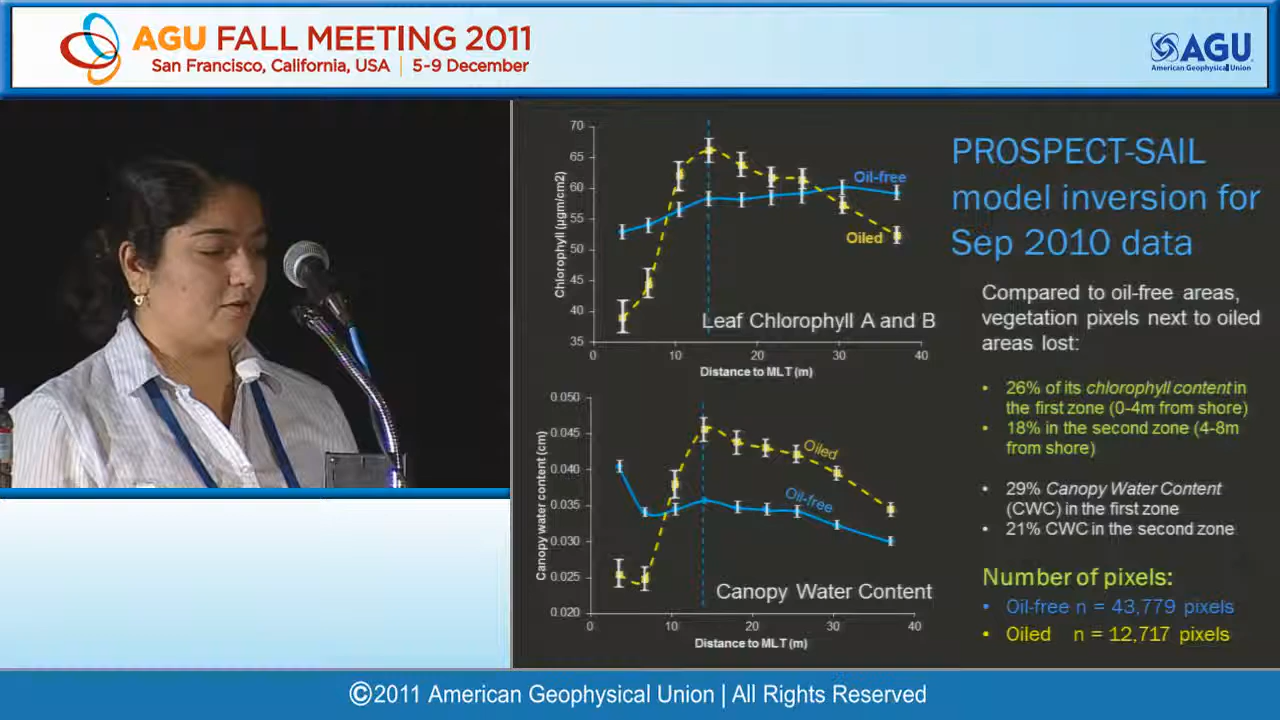 AGU FALL MEETING 2011
San Francisco, California, USA | 5-9 December
AGU
American Geophysical Union
70
65
60
55
50
45
40
35
Chlorophyll (µgm/cm2)
Oil-free
Oiled
Leaf Chlorophyll A and B
0 10 20 30 40
Distance to MLT (m)
0.050
0.045
0.040
0.035
0.030
0.025
0.020
Canopy water content (cm)
Oiled
Oil-free
Canopy Water Content
0 10 20 30 40
Distance to MLT (m)
PROSPECT-SAIL
model inversion for
Sep 2010 data
Compared to oil-free areas,
vegetation pixels next to oiled
areas lost:
• 26% of its chlorophyll content in
the first zone (0-4m from shore)
• 18% in the second zone (4-8m
from shore)
• 29% Canopy Water Content
(CWC) in the first zone
• 21% CWC in the second zone
Number of pixels:
• Oil-free n = 43,779 pixels
• Oiled n = 12,717 pixels
©2011 American Geophysical Union | All Rights Reserved